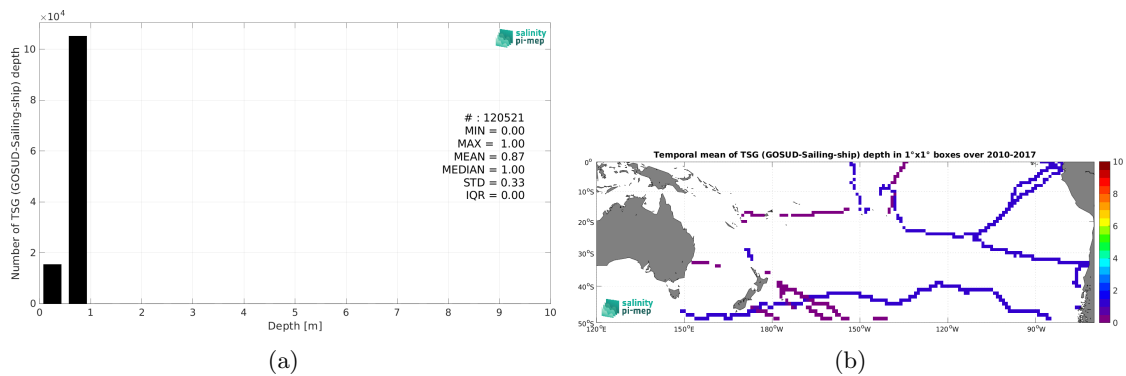 ×10⁴
10
8
6
4
2
0
Number of TSG (GOSUD-Sailing-ship) depth
salinity
pi-mep
# : 120521
MIN = 0.00
MAX = 1.00
MEAN = 0.87
MEDIAN = 1.00
STD = 0.33
IQR = 0.00
0 1 2 3 4 5 6 7 8 9 10
Depth [m]
(a)
Temporal mean of TSG (GOSUD-Sailing-ship) depth in 1°x1° boxes over 2010-2017
0°
10°S
20°S
30°S
40°S
50°S
120°E 150°E 180°W 150°W 120°W 90°W
salinity
pi-mep
10
8
6
4
2
0
(b)